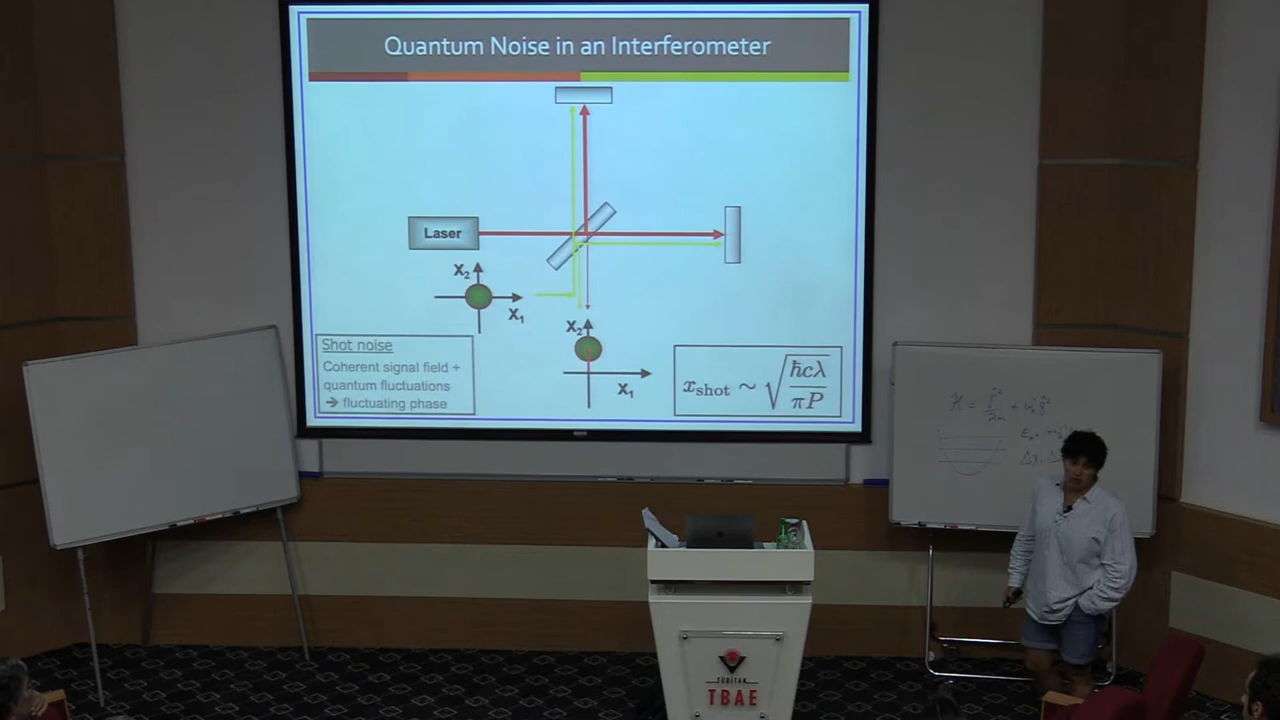 Quantum Noise in an Interferometer
Laser
X₂
X₁
X₂
X₁
Shot noise
Coherent signal field +
quantum fluctuations
➔ fluctuating phase
x_shot ~ √(ħcλ / πP)
TÜBİTAK
TBAE